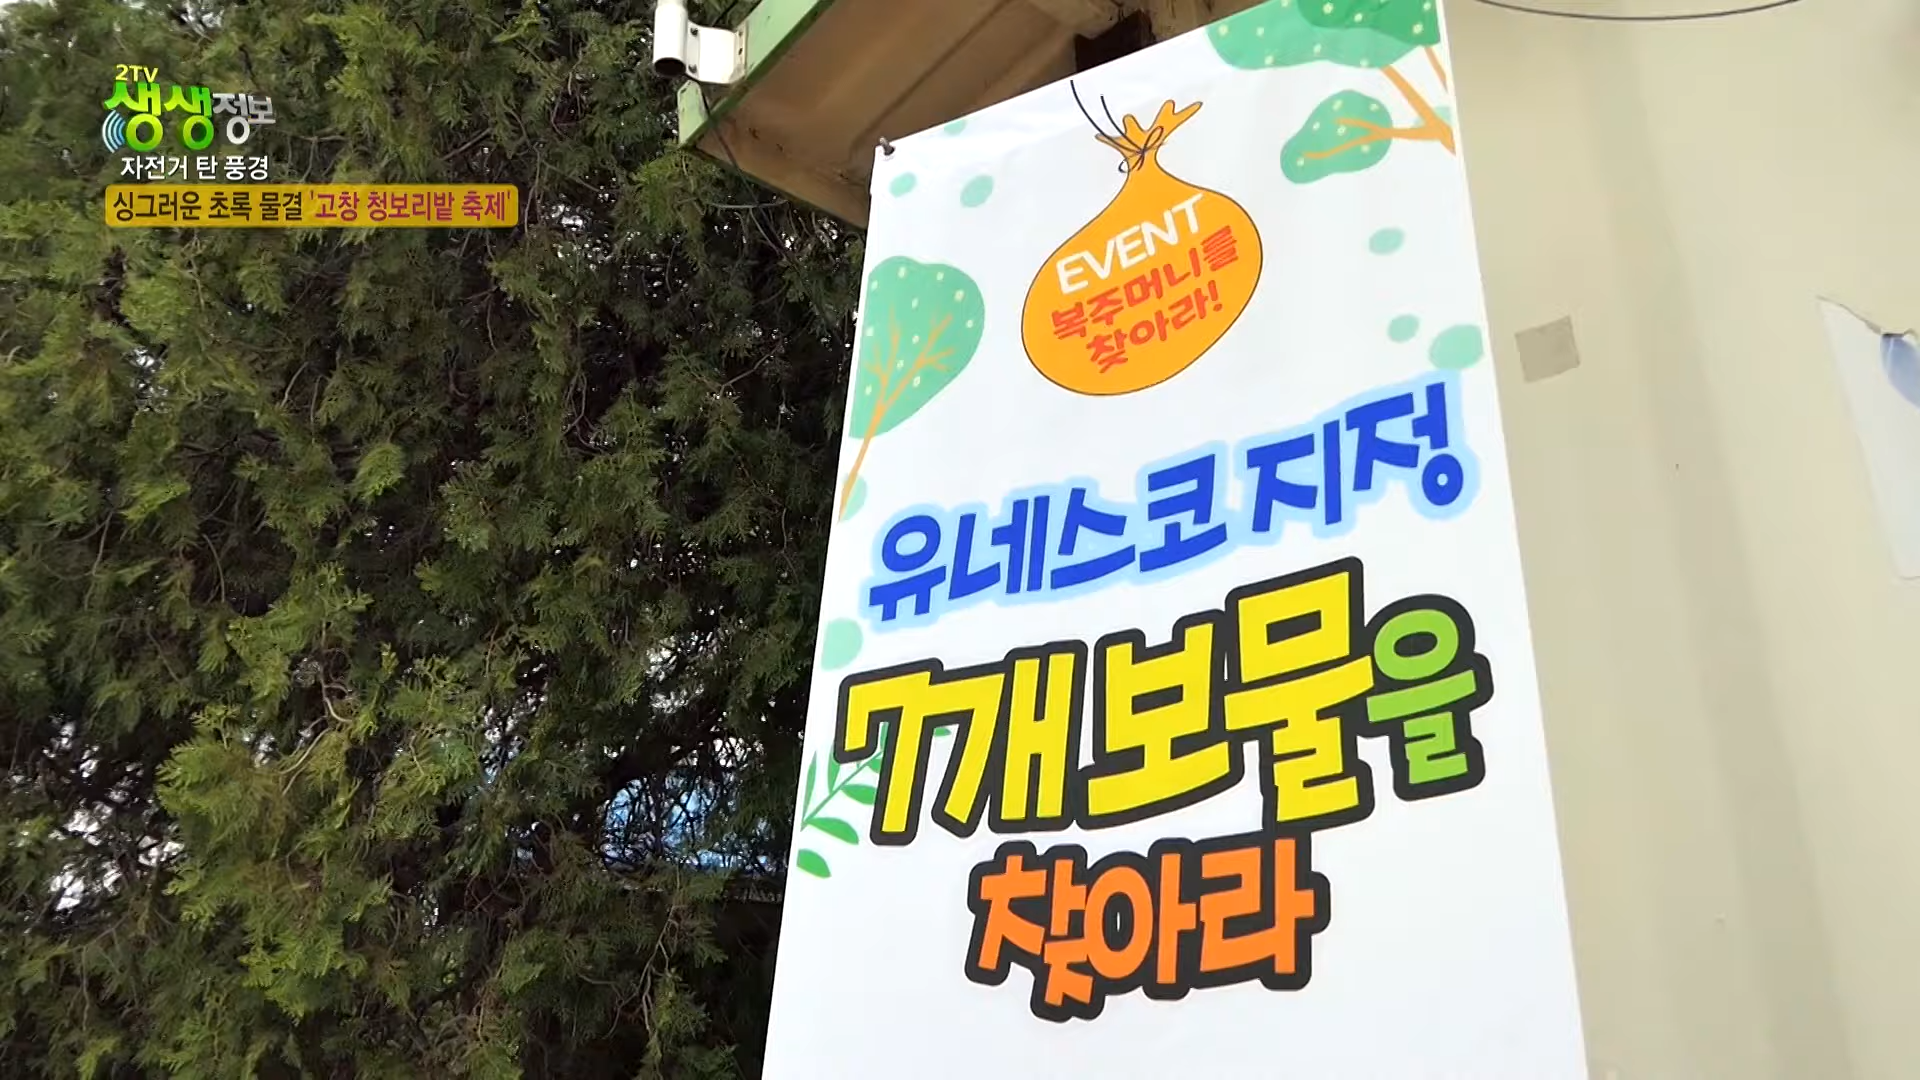 2TV
생생정보
자전거 탄 풍경
싱그러운 초록 물결 '고창 청보리밭 축제'
EVENT
복주머니를
찾아라!
유네스코 지정
7개 보물을
찾아라